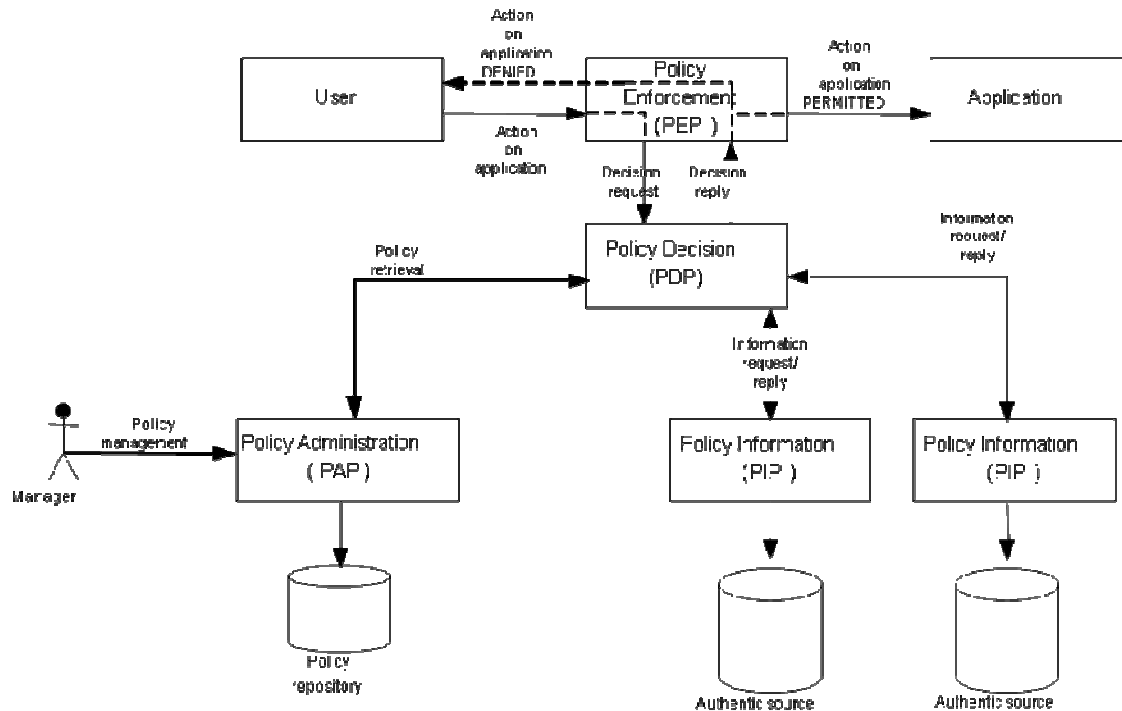 Action
on
application
DENIED
Action
on
application
PERMITTED
User
Policy
Enforcement
(PEP )
Application
Action
on
application
Decision
request
Decision
reply
Policy
retrieval
Policy Decision
(PDP)
Information
request/
reply
Information
request/
reply
Policy
management
Manager
Policy Administration
( PAP )
Policy Information
(PIP )
Policy Information
(PIP )
Policy
repository
Authentic source
Authentic source